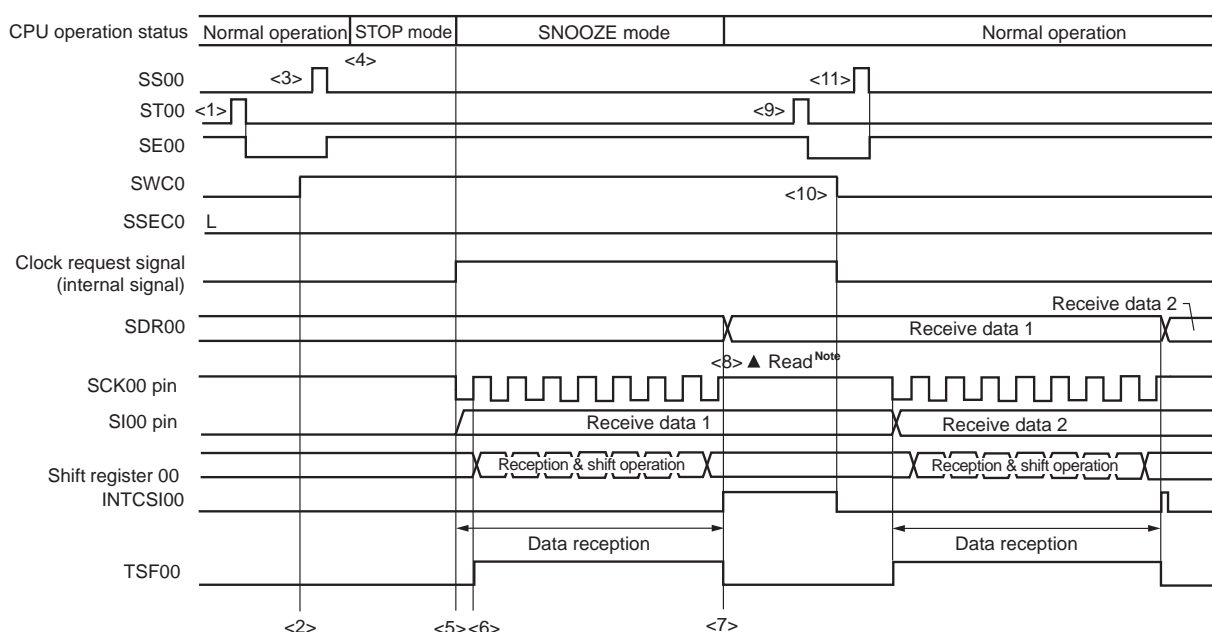 CPU operation status Normal operation STOP mode SNOOZE mode Normal operation
<4>
SS00 <3> <11>
ST00 <1> <9>
SE00
SWC0 <10>
SSEC0 L
Clock request signal
(internal signal)
Receive data 2
SDR00 Receive data 1
<8> ▲ Read Note
SCK00 pin
SI00 pin Receive data 1 Receive data 2
Shift register 00 Reception & shift operation Reception & shift operation
INTCSI00
Data reception Data reception
TSF00
<2> <5> <6> <7>